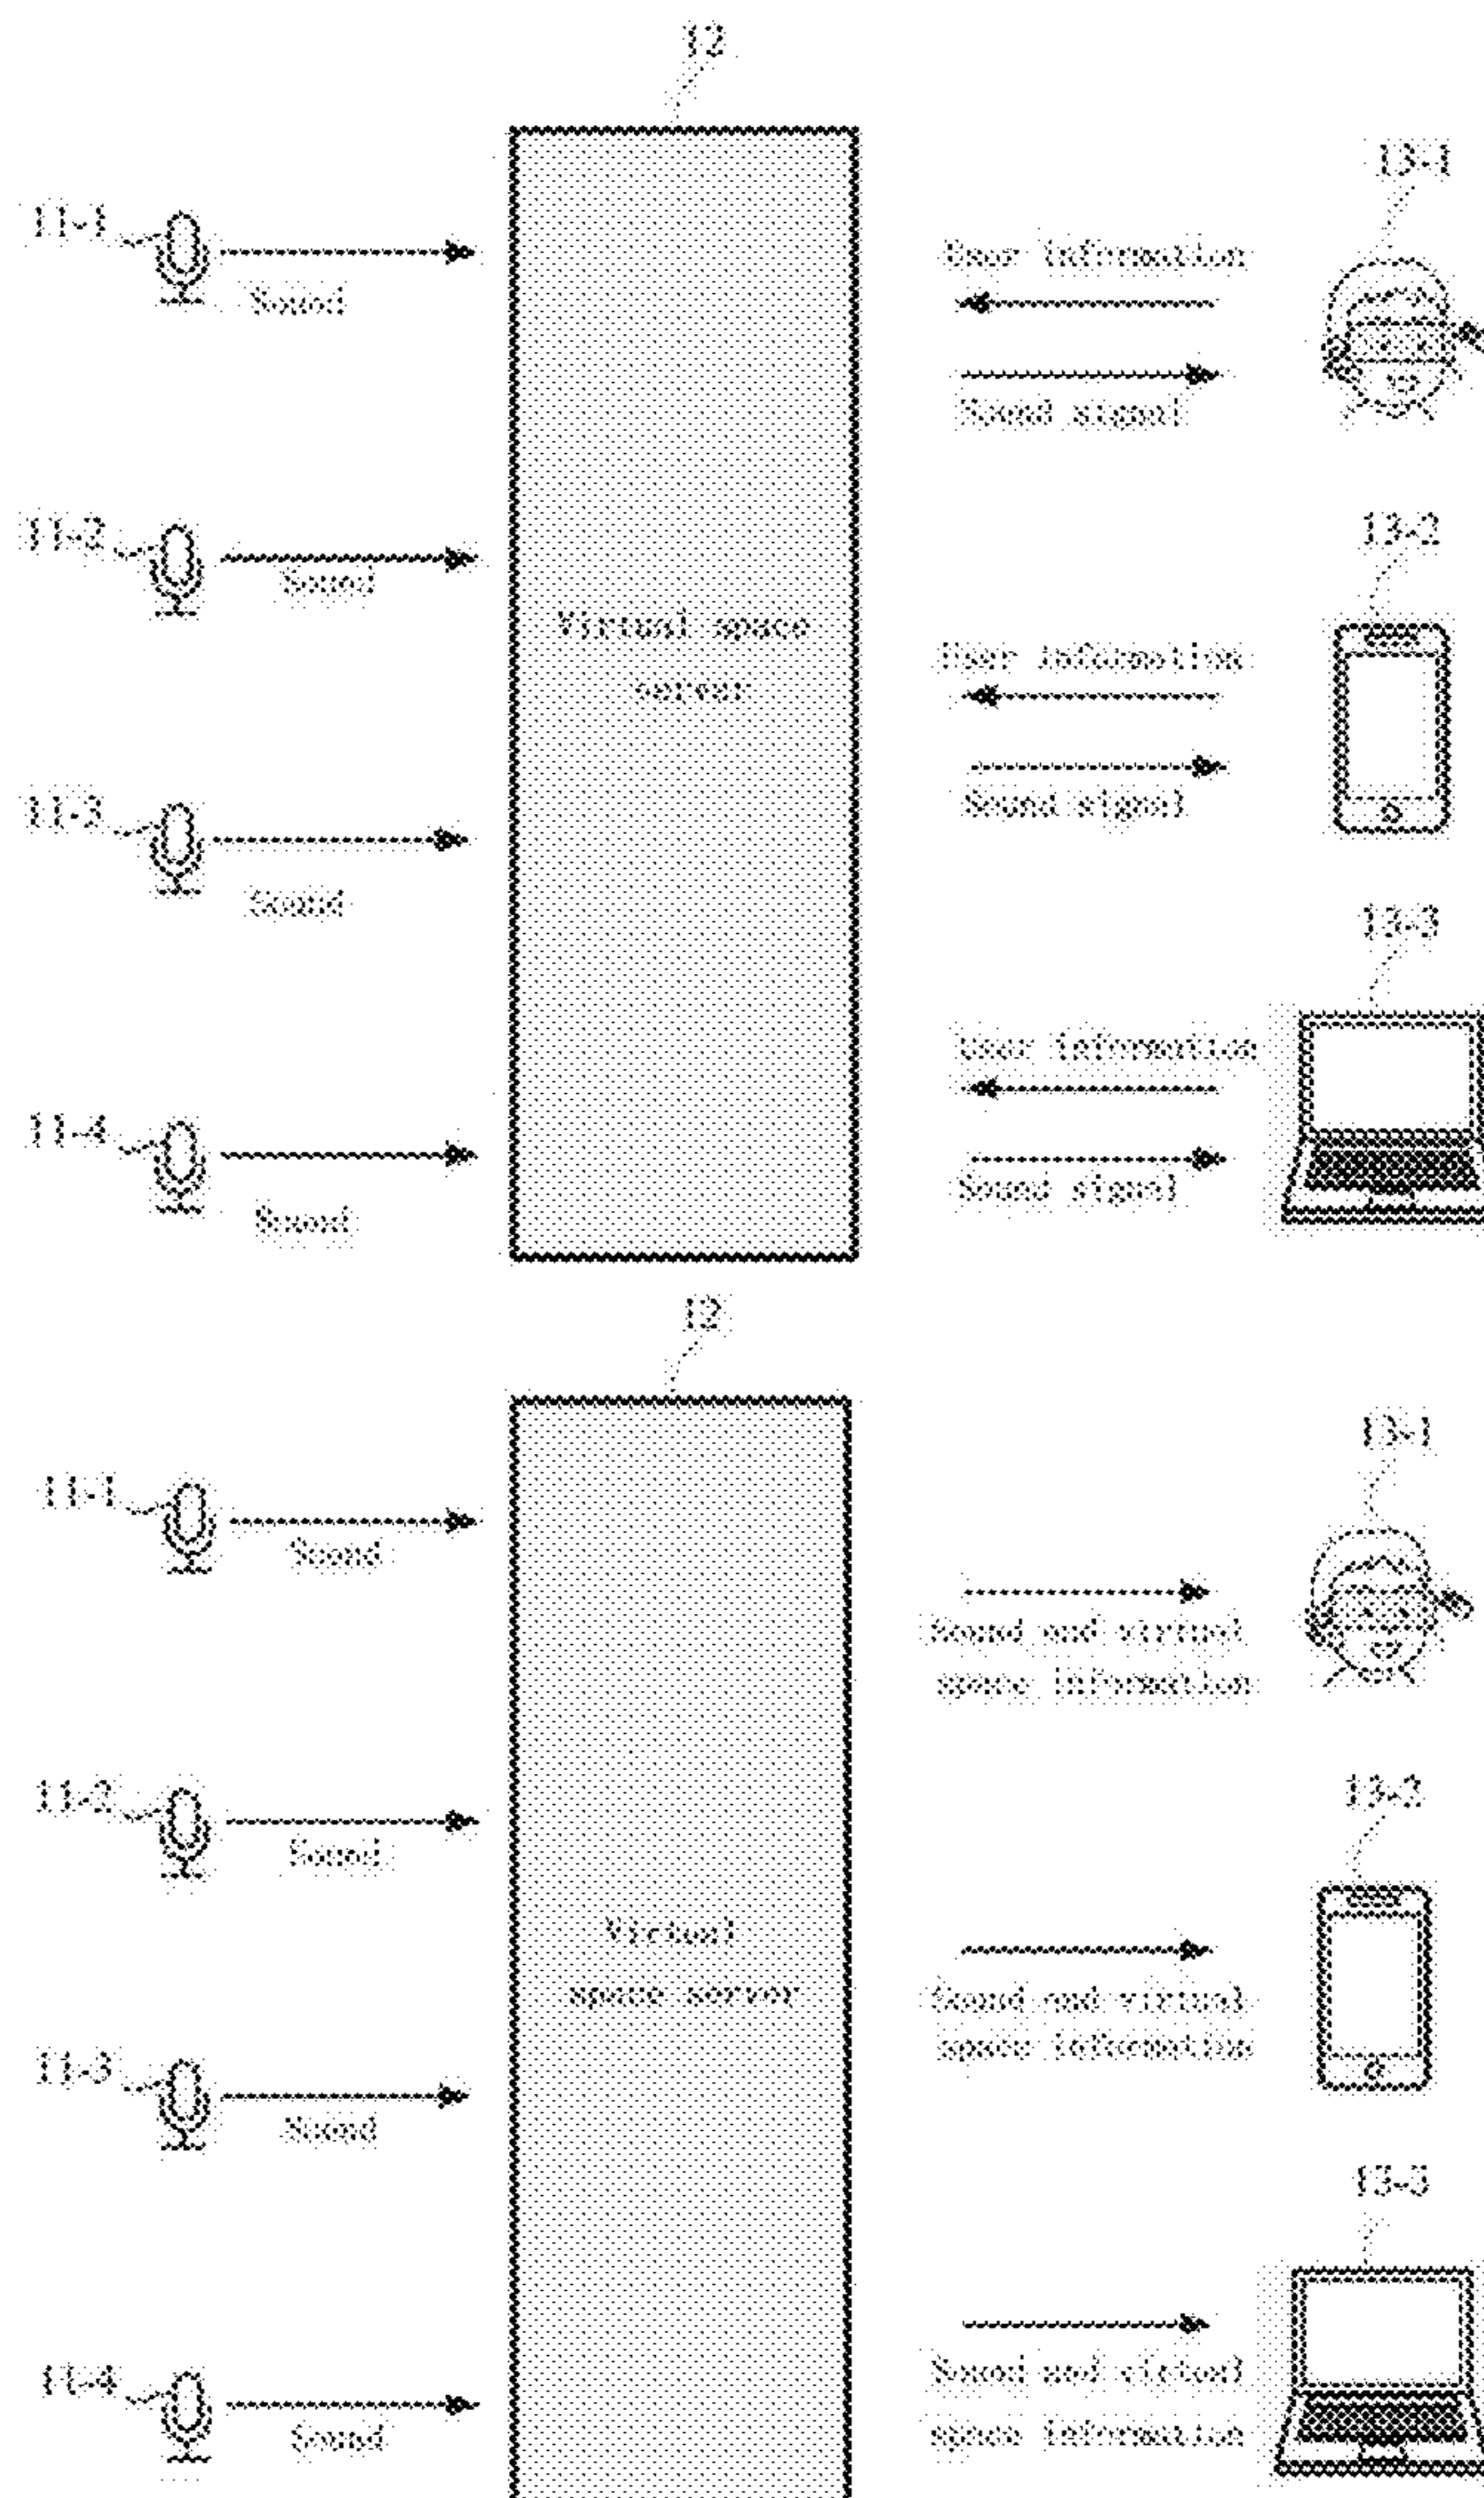 12
13-1
11-1
User information
Sound
Sound signal
13-2
11-2
Sound
Virtual space
server
User information
Sound signal
11-3
Sound
13-3
User information
11-4
Sound signal
Sound
12
13-1
11-1
Sound
Sound and virtual
space information
13-2
11-2
Sound
Virtual
space server
Sound and virtual
space information
11-3
Sound
13-3
Sound and virtual
11-4
space information
Sound